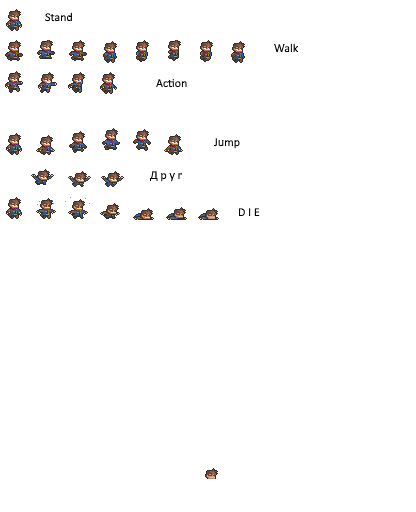 Stand
Walk
Action
Jump
Д р у г
D I E